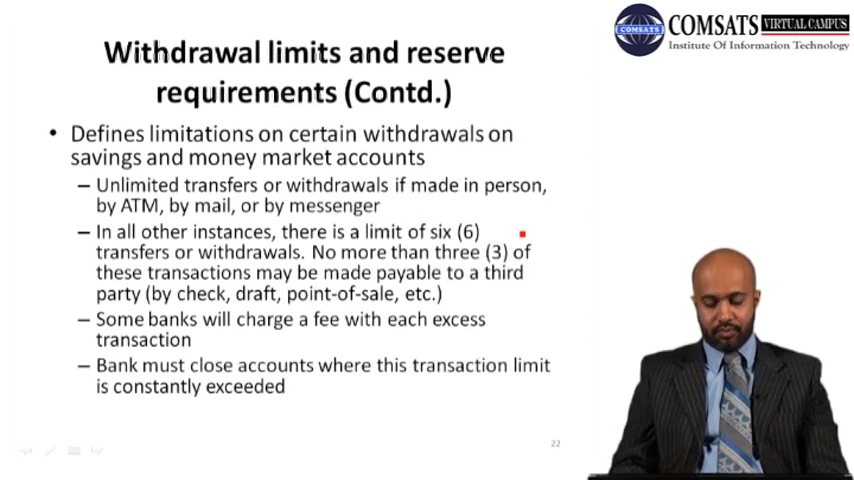 COMSATS VIRTUAL CAMPUS
Institute Of Information Technology
COMSATS
Withdrawal limits and reserve
requirements (Contd.)
• Defines limitations on certain withdrawals on
savings and money market accounts
– Unlimited transfers or withdrawals if made in person,
by ATM, by mail, or by messenger
– In all other instances, there is a limit of six (6)
transfers or withdrawals. No more than three (3) of
these transactions may be made payable to a third
party (by check, draft, point-of-sale, etc.)
– Some banks will charge a fee with each excess
transaction
– Bank must close accounts where this transaction limit
is constantly exceeded
22